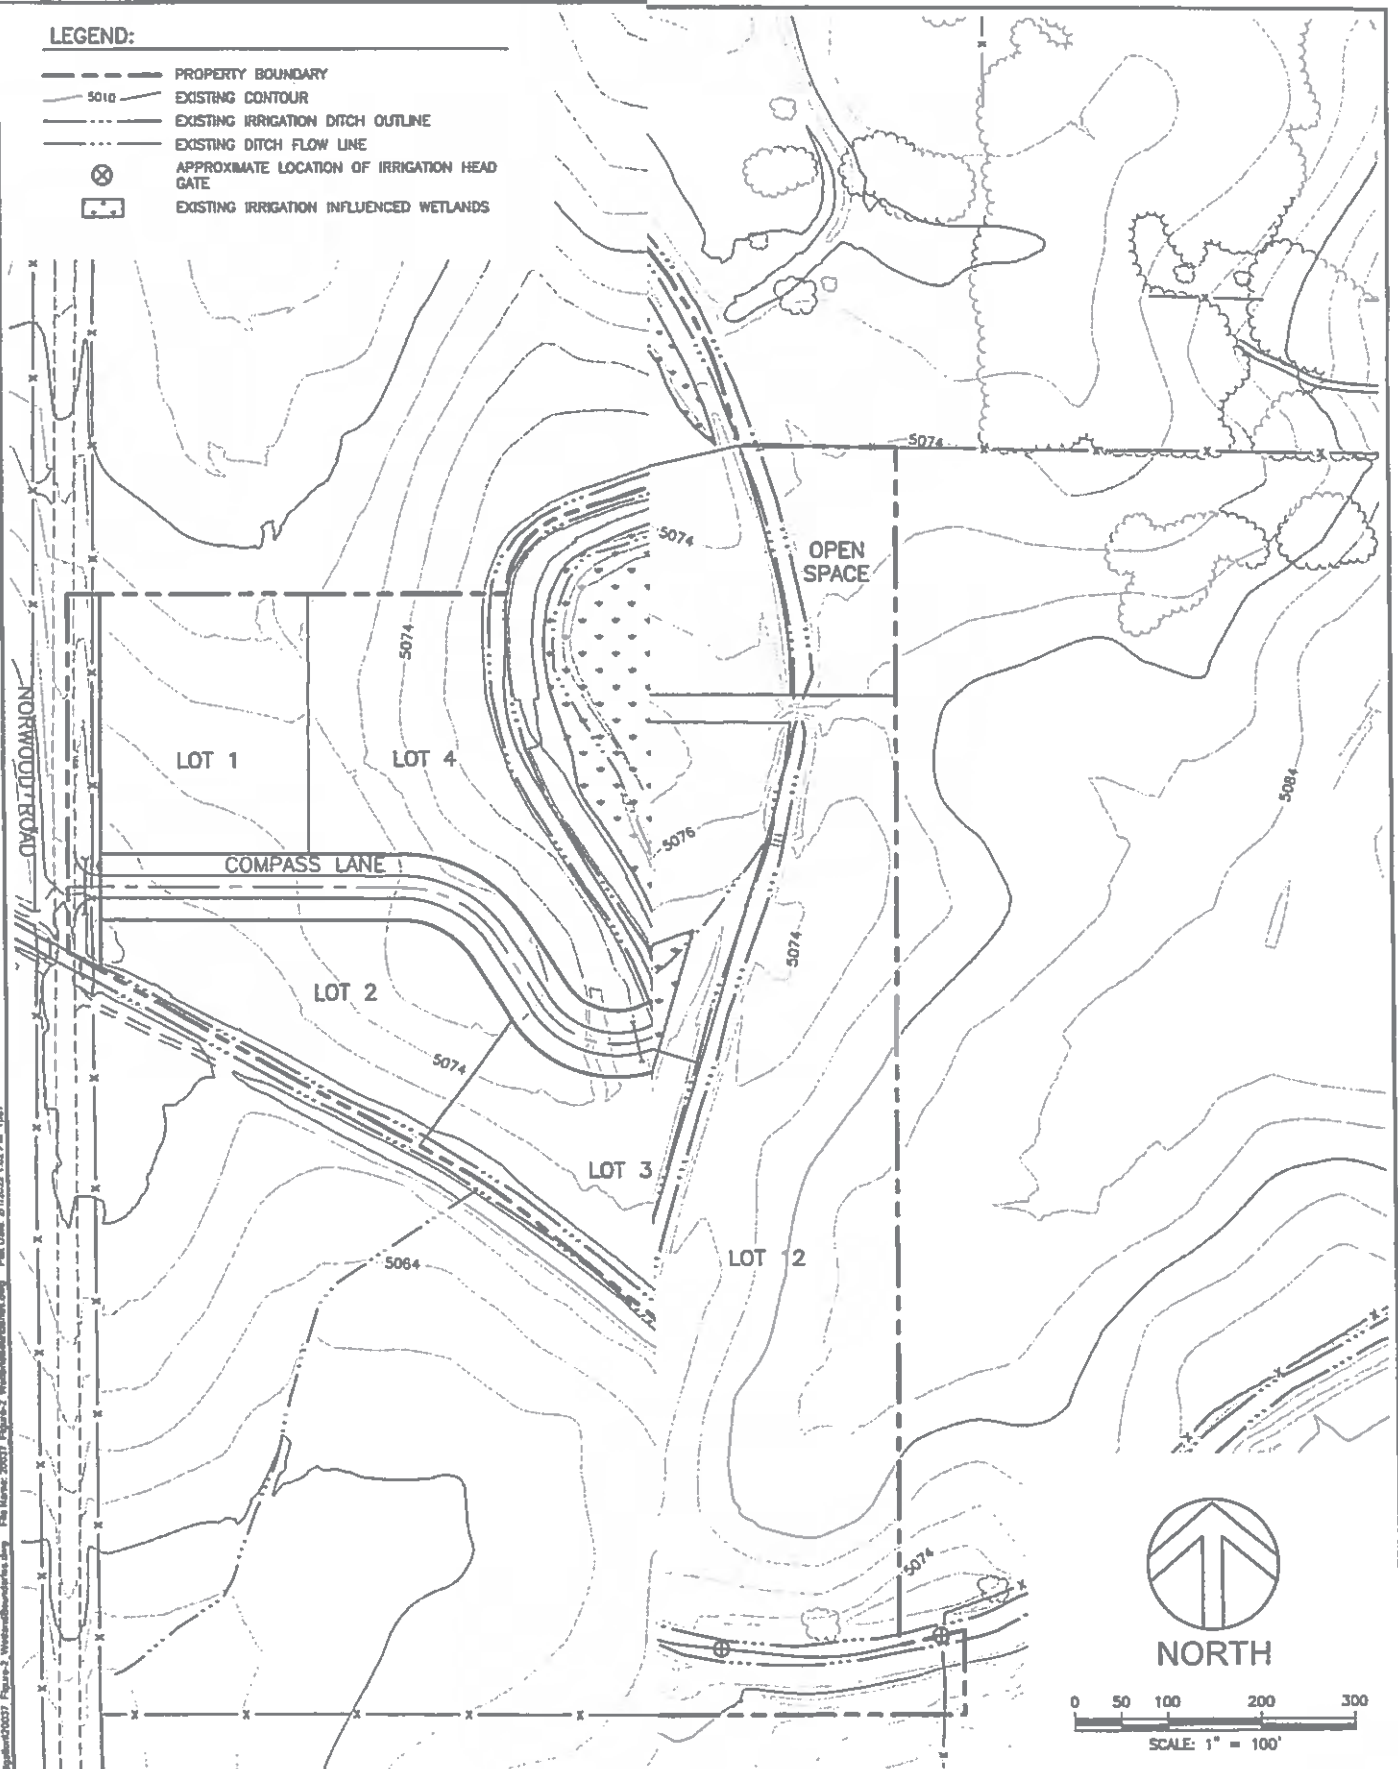 LEGEND:
PROPERTY BOUNDARY
5010 EXISTING CONTOUR
EXISTING IRRIGATION DITCH OUTLINE
EXISTING DITCH FLOW LINE
APPROXIMATE LOCATION OF IRRIGATION HEAD
GATE
EXISTING IRRIGATION INFLUENCED WETLANDS
5074
5074
OPEN
SPACE
5074
NORWOOD ROAD
LOT 1
LOT 4
5084
5076
COMPASS LANE
5074
LOT 2
5074
LOT 3
LOT 2
5064
5074
NORTH
0 50 100 200 300
SCALE: 1" = 100'